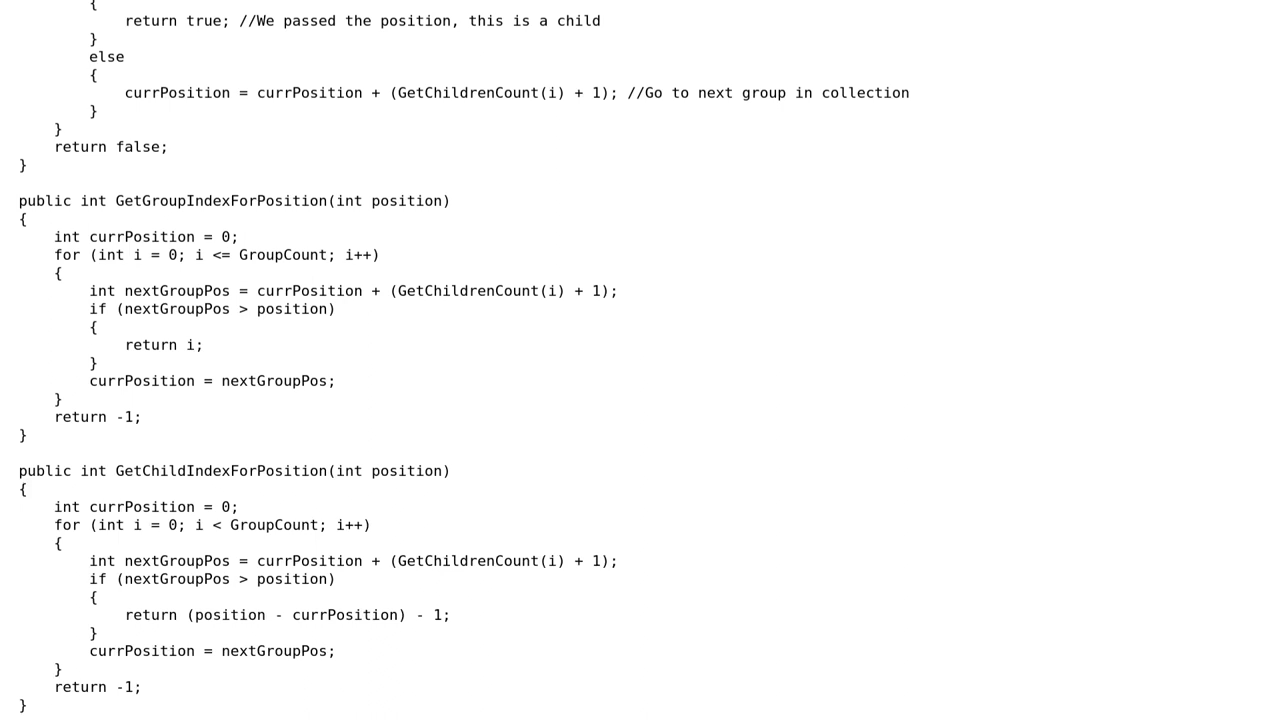 {
            return true; //We passed the position, this is a child
        }
        else
        {
            currPosition = currPosition + (GetChildrenCount(i) + 1); //Go to next group in collection
        }
    }
    return false;
}

public int GetGroupIndexForPosition(int position)
{
    int currPosition = 0;
    for (int i = 0; i <= GroupCount; i++)
    {
        int nextGroupPos = currPosition + (GetChildrenCount(i) + 1);
        if (nextGroupPos > position)
        {
            return i;
        }
        currPosition = nextGroupPos;
    }
    return -1;
}

public int GetChildIndexForPosition(int position)
{
    int currPosition = 0;
    for (int i = 0; i < GroupCount; i++)
    {
        int nextGroupPos = currPosition + (GetChildrenCount(i) + 1);
        if (nextGroupPos > position)
        {
            return (position - currPosition) - 1;
        }
        currPosition = nextGroupPos;
    }
    return -1;
}